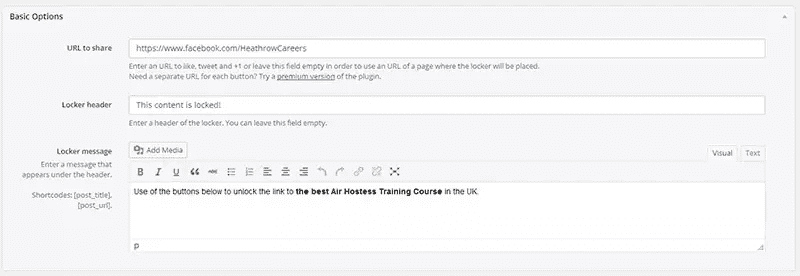 Basic Options
URL to share
https://www.facebook.com/HeathrowCareers
Enter an URL to like, tweet and +1 or leave this field empty in order to use an URL of a page where the locker will be placed.
Need a separate URL for each button? Try a premium version of the plugin.
Locker header
This content is locked!
Enter a header of the locker. You can leave this field empty.
Locker message
Enter a message that
appears under the header.
Shortcodes: [post_title],
[post_url].
Add Media
Visual Text
B I U ABC
Use of the buttons below to unlock the link to the best Air Hostess Training Course in the UK.
p